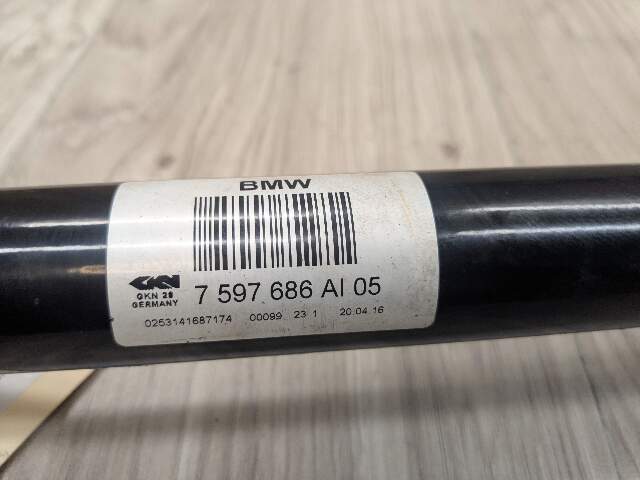 BMW
GKN
GKN 28
GERMANY
7 597 686 AI 05
0253141687174 00099 23 1 20.04.16